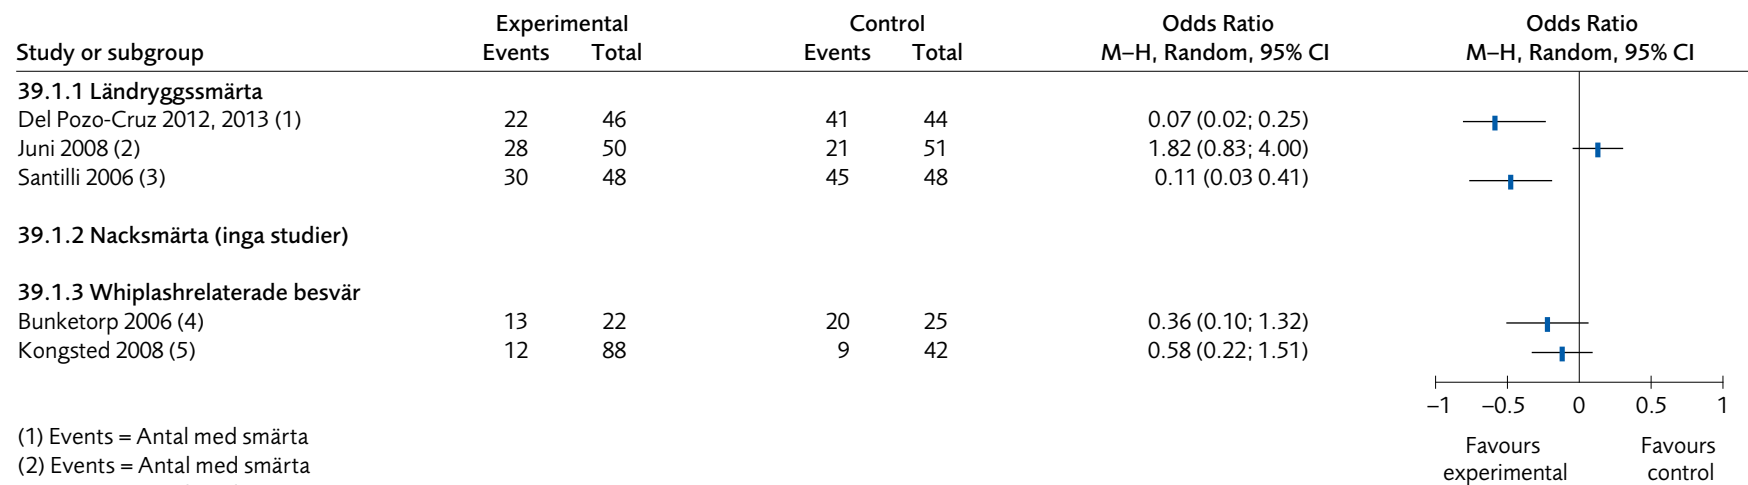 Experimental Control Odds Ratio Odds Ratio
Study or subgroup Events Total Events Total M–H, Random, 95% CI M–H, Random, 95% CI
39.1.1 Ländryggssmärta
Del Pozo-Cruz 2012, 2013 (1) 22 46 41 44 0.07 (0.02; 0.25)
Juni 2008 (2) 28 50 21 51 1.82 (0.83; 4.00)
Santilli 2006 (3) 30 48 45 48 0.11 (0.03 0.41)
39.1.2 Nacksmärta (inga studier)
39.1.3 Whiplashrelaterade besvär
Bunketorp 2006 (4) 13 22 20 25 0.36 (0.10; 1.32)
Kongsted 2008 (5) 12 88 9 42 0.58 (0.22; 1.51)
–1 –0.5 0 0.5 1
Favours experimental Favours control
(1) Events = Antal med smärta
(2) Events = Antal med smärta